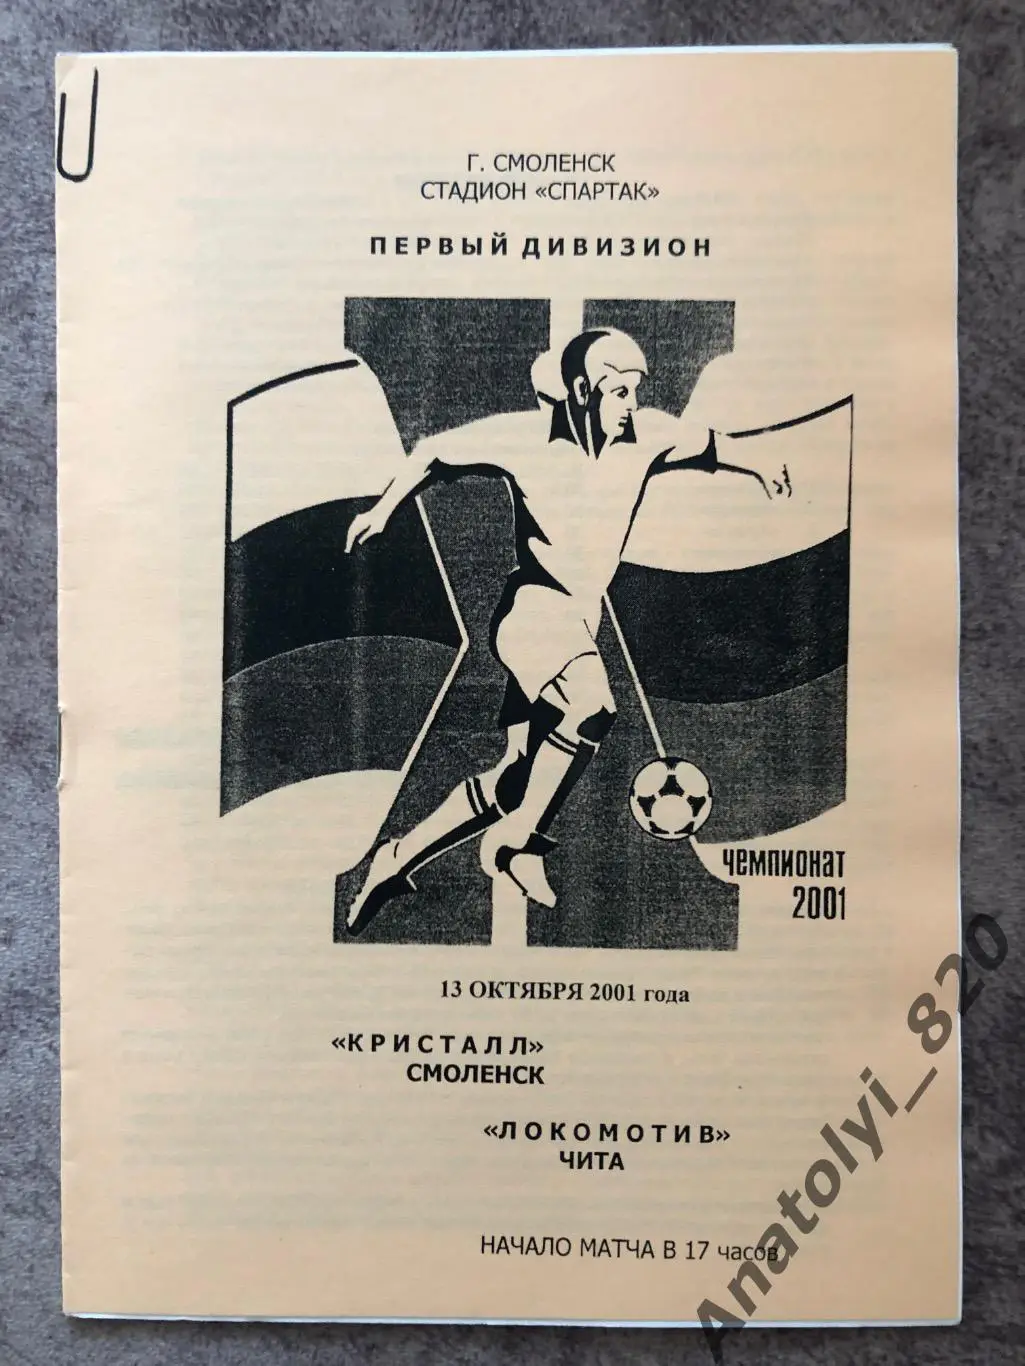 Г. СМОЛЕНСК
СТАДИОН «СПАРТАК»
ПЕРВЫЙ ДИВИЗИОН
ЧЕМПИОНАТ
2001
13 ОКТЯБРЯ 2001 года
«КРИСТАЛЛ»
СМОЛЕНСК
«ЛОКОМОТИВ»
ЧИТА
НАЧАЛО МАТЧА В 17 часов
Anatolyi_820